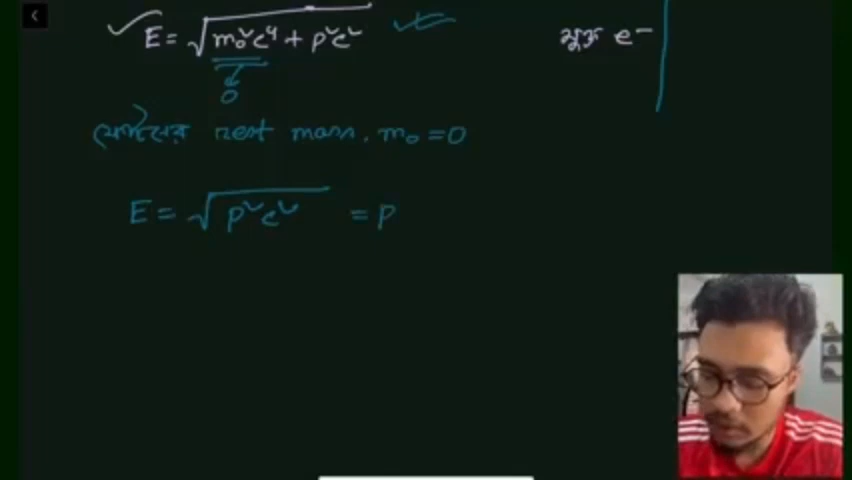 E = √m₀²c⁴ + p²c²
মুক্ত e⁻
0
ফোটনের rest mass, m₀ = 0
E = √p²c² = p